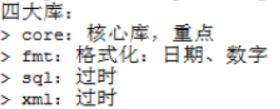 四大库：
> core：核心库，重点
> fmt：格式化：日期、数字
> sql：过时
> xml：过时